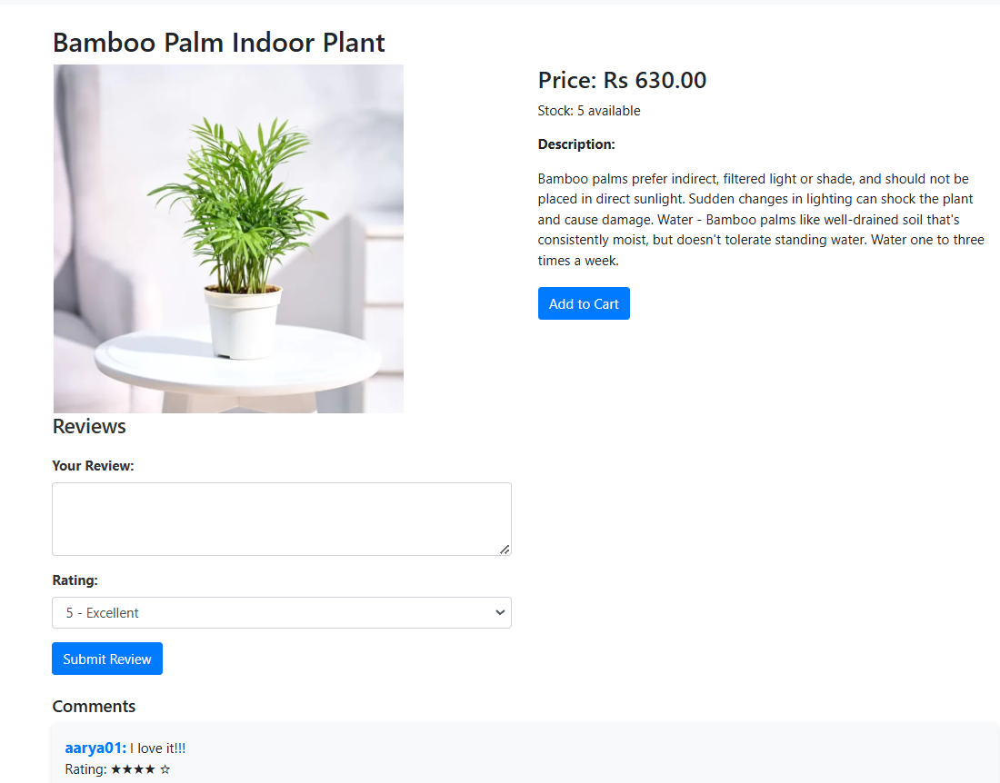 Bamboo Palm Indoor Plant
Price: Rs 630.00
Stock: 5 available
Description:
Bamboo palms prefer indirect, filtered light or shade, and should not be
placed in direct sunlight. Sudden changes in lighting can shock the plant
and cause damage. Water - Bamboo palms like well-drained soil that's
consistently moist, but doesn't tolerate standing water. Water one to three
times a week.
Add to Cart
Reviews
Your Review:
Rating:
5 - Excellent
Submit Review
Comments
aarya01: I love it!!!
Rating: ★★★★ ☆